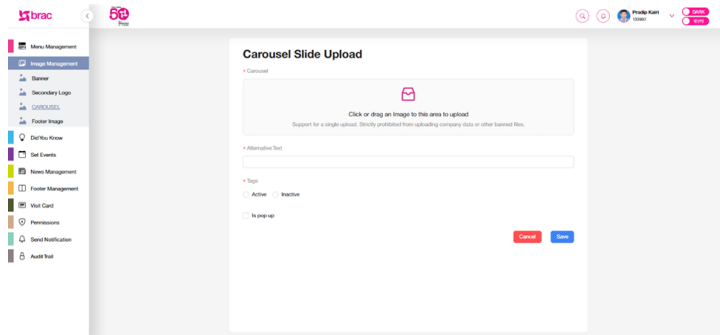 brac
50
Pradip Kairi
DARK
বাংলা
Menu Management
Image Management
Banner
Secondary Logo
CAROUSEL
Footer Image
Did You Know
Set Events
News Management
Footer Management
Visit Card
Permissions
Send Notification
Audit Trail
Carousel Slide Upload
* Carousel
Click or drag an Image to this area to upload
Support for a single upload. Strictly prohibited from uploading company data or other banned files.
* Alternative Text
* Tags
Active Inactive
Is pop up
Cancel Save